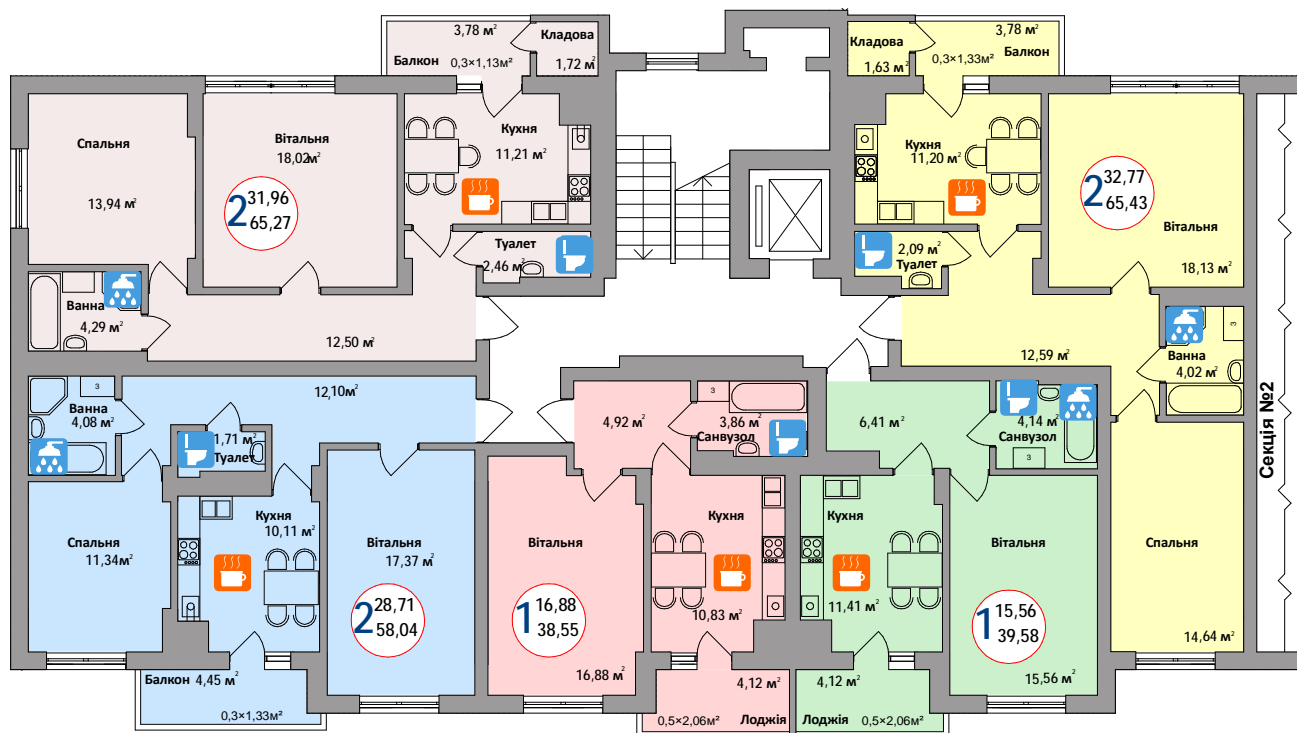 3,78 м²
Балкон
0,3×1,13м²
Кладова
1,72 м²
Спальня
13,94 м²
Вітальня
18,02м²
2 31,96
65,27
Кухня
11,21 м²
Туалет
2,46 м²
Ванна
4,29 м²
12,50 м²
Кладова
1,63 м²
3,78 м²
Балкон
0,3×1,33м²
Кухня
11,20 м²
2 32,77
65,43
Вітальня
18,13 м²
2,09 м²
Туалет
12,59 м²
З
Ванна
4,02 м²
Спальня
14,64 м²
Секція №2
З
Ванна
4,08 м²
12,10м²
1,71 м²
Туалет
Спальня
11,34м²
Кухня
10,11 м²
Вітальня
17,37 м²
2 28,71
58,04
Балкон
4,45 м²
0,3×1,33м²
4,92 м²
З
3,86 м²
Санвузол
Вітальня
1 16,88
38,55
16,88 м²
Кухня
10,83 м²
4,12 м²
0,5×2,06м²
Лоджія
6,41 м²
4,14 м²
Санвузол
З
Кухня
11,41 м²
Вітальня
1 15,56
39,58
15,56 м²
4,12 м²
Лоджія
0,5×2,06м²